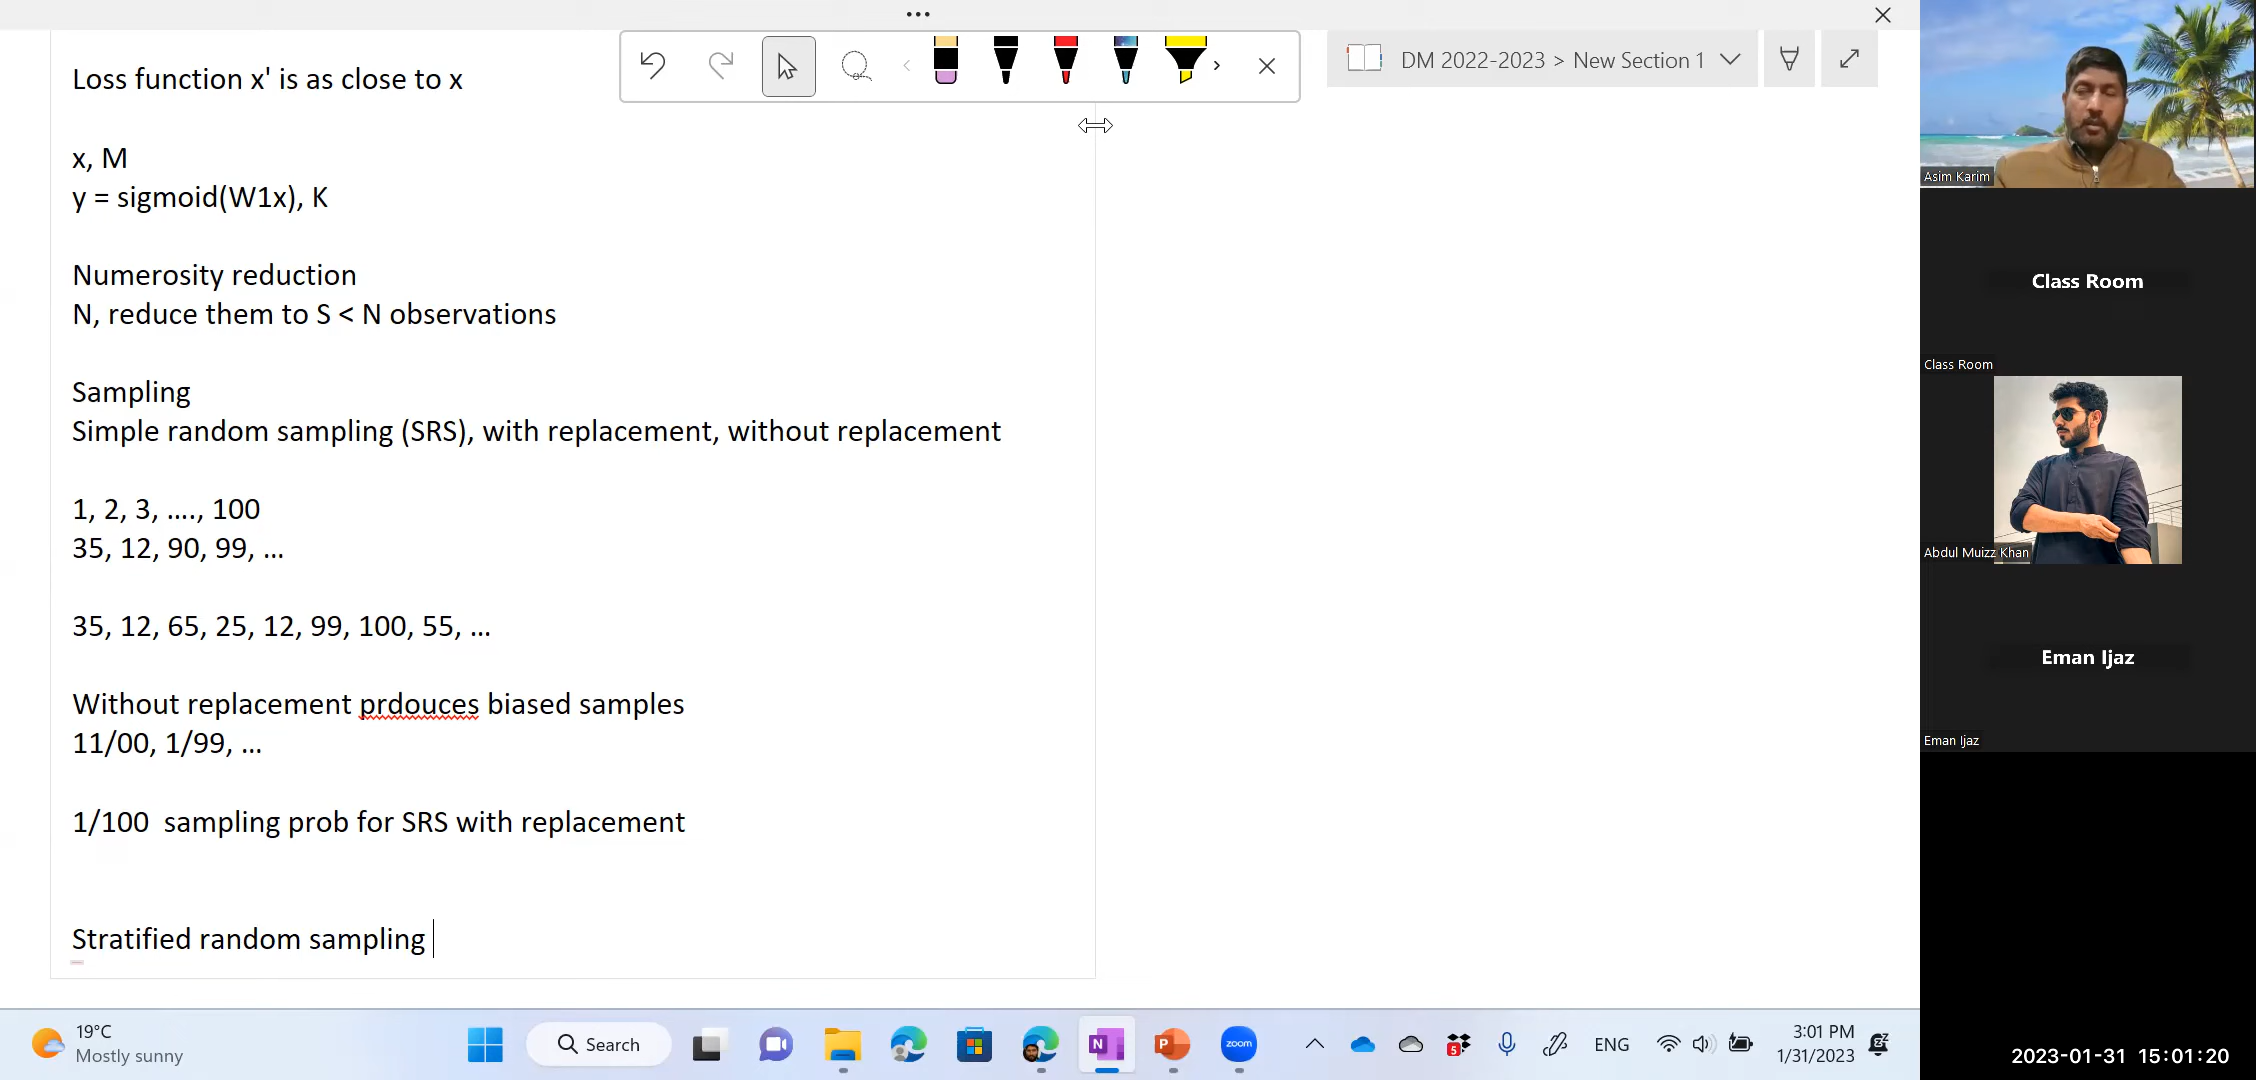 Loss function x' is as close to x
x, M
y = sigmoid(W1x), K
Numerosity reduction
N, reduce them to S < N observations
Sampling
Simple random sampling (SRS), with replacement, without replacement
1, 2, 3, ...., 100
35, 12, 90, 99, ...
35, 12, 65, 25, 12, 99, 100, 55, ...
Without replacement prdouces biased samples
11/00, 1/99, ...
1/100  sampling prob for SRS with replacement
Stratified random sampling
DM 2022-2023 > New Section 1
Asim Karim
Class Room
Class Room
Abdul Muizz Khan
Eman Ijaz
Eman Ijaz
19°C
Mostly sunny
Search
N
P
zoom
5
ENG
3:01 PM
1/31/2023
2023-01-31 15:01:20